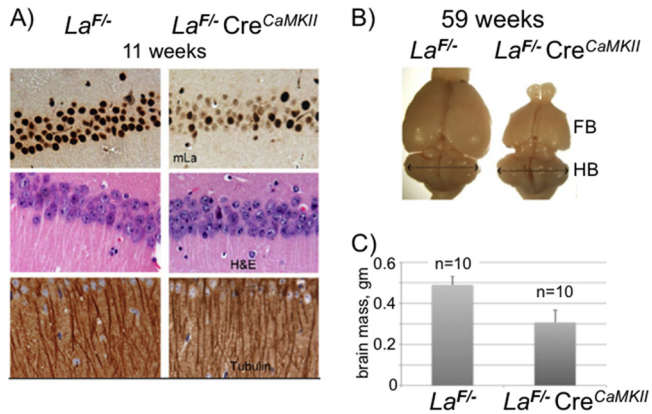 A)
La^F/-
La^F/- Cre^CaMKII
11 weeks
mLa
H&E
Tubulin
B)
59 weeks
La^F/-
La^F/- Cre^CaMKII
FB
HB
C)
brain mass, gm
0.6
0.4
0.2
0
n=10
n=10
La^F/-
La^F/- Cre^CaMKII